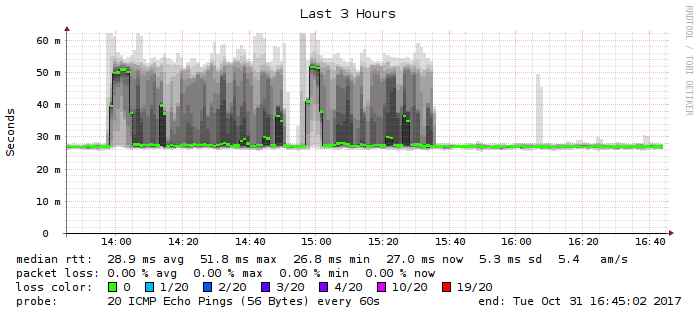 Last 3 Hours
RRDTOOL / TOBI OETIKER
Seconds
60 m
50 m
40 m
30 m
20 m
10 m
0
14:00 14:20 14:40 15:00 15:20 15:40 16:00 16:20 16:40
median rtt: 28.9 ms avg 51.8 ms max 26.8 ms min 27.0 ms now 5.3 ms sd 5.4 am/s
packet loss: 0.00 % avg 0.00 % max 0.00 % min 0.00 % now
loss color: 0 1/20 2/20 3/20 4/20 10/20 19/20
probe: 20 ICMP Echo Pings (56 Bytes) every 60s end: Tue Oct 31 16:45:02 2017